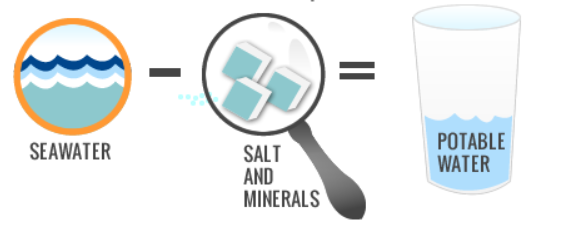 SEAWATER
SALT
AND
MINERALS
POTABLE
WATER